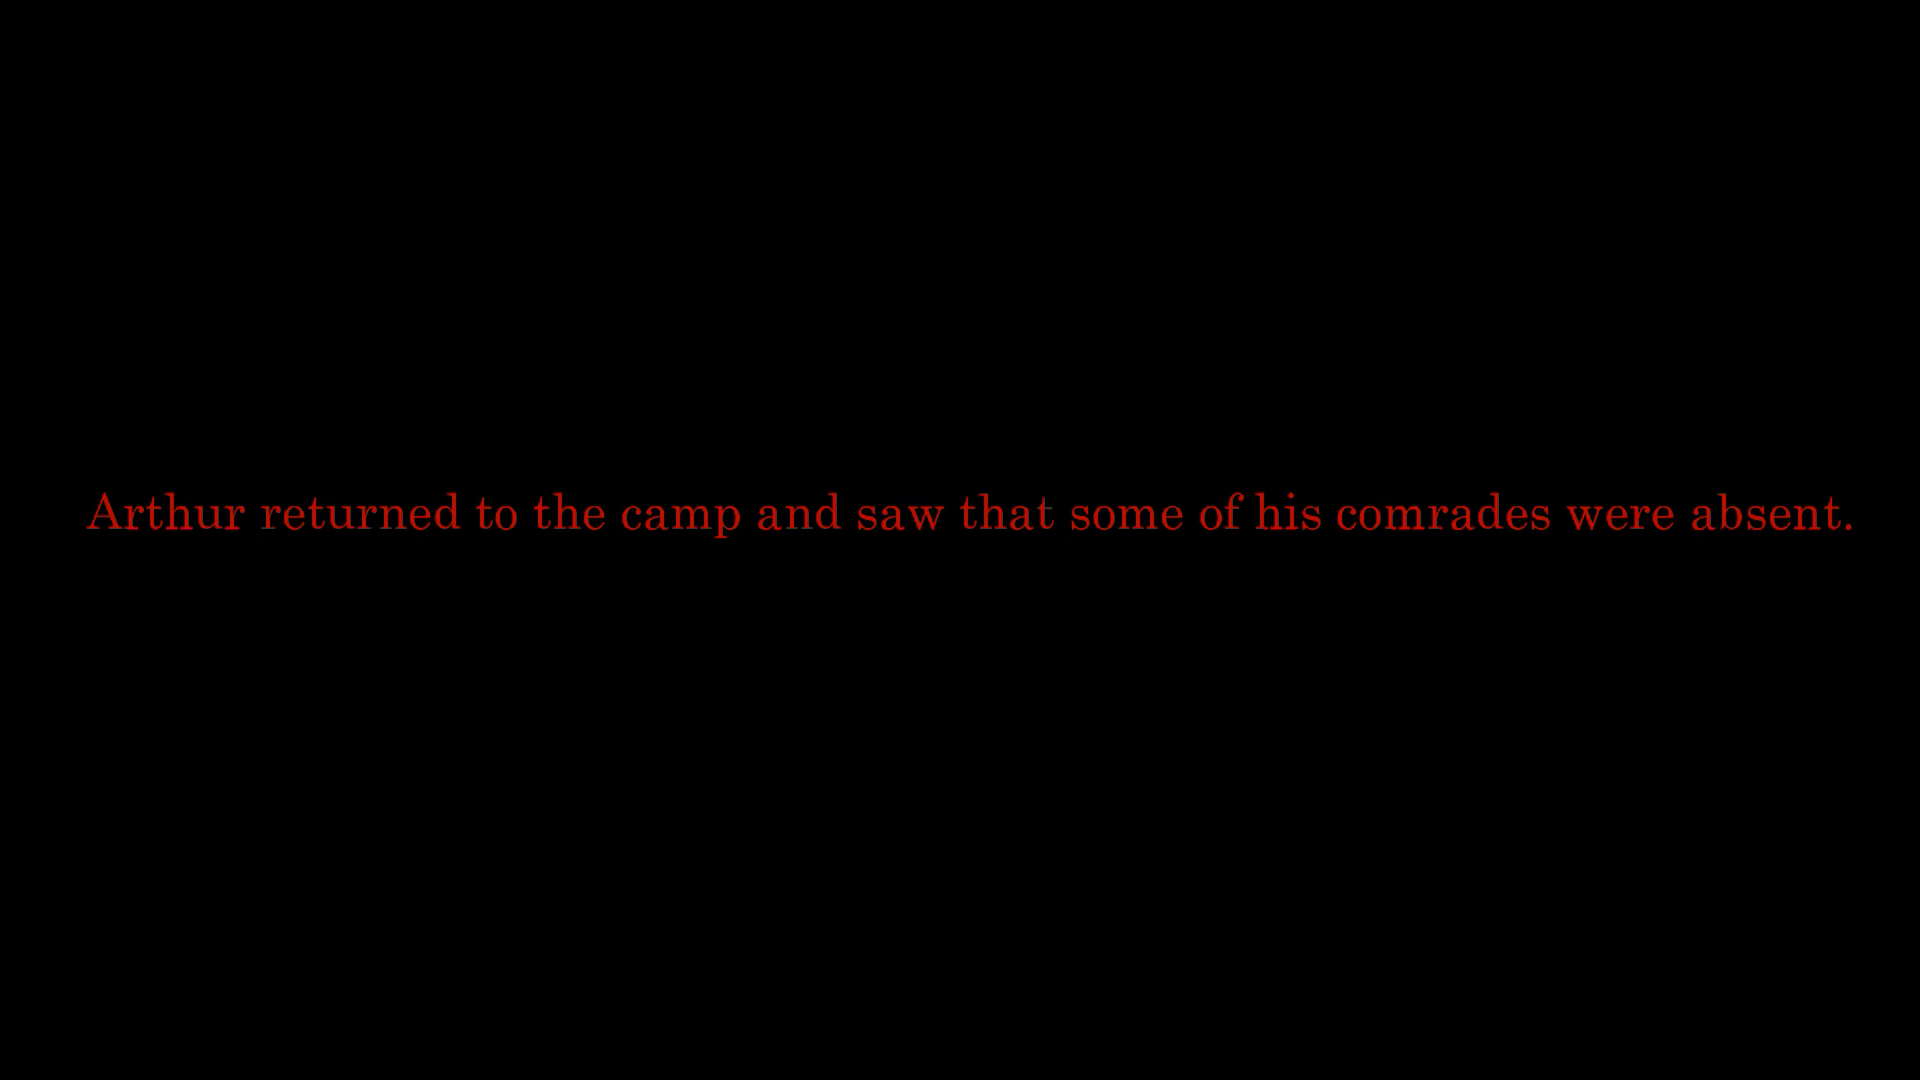 Arthur returned to the camp and saw that some of his comrades were absent.